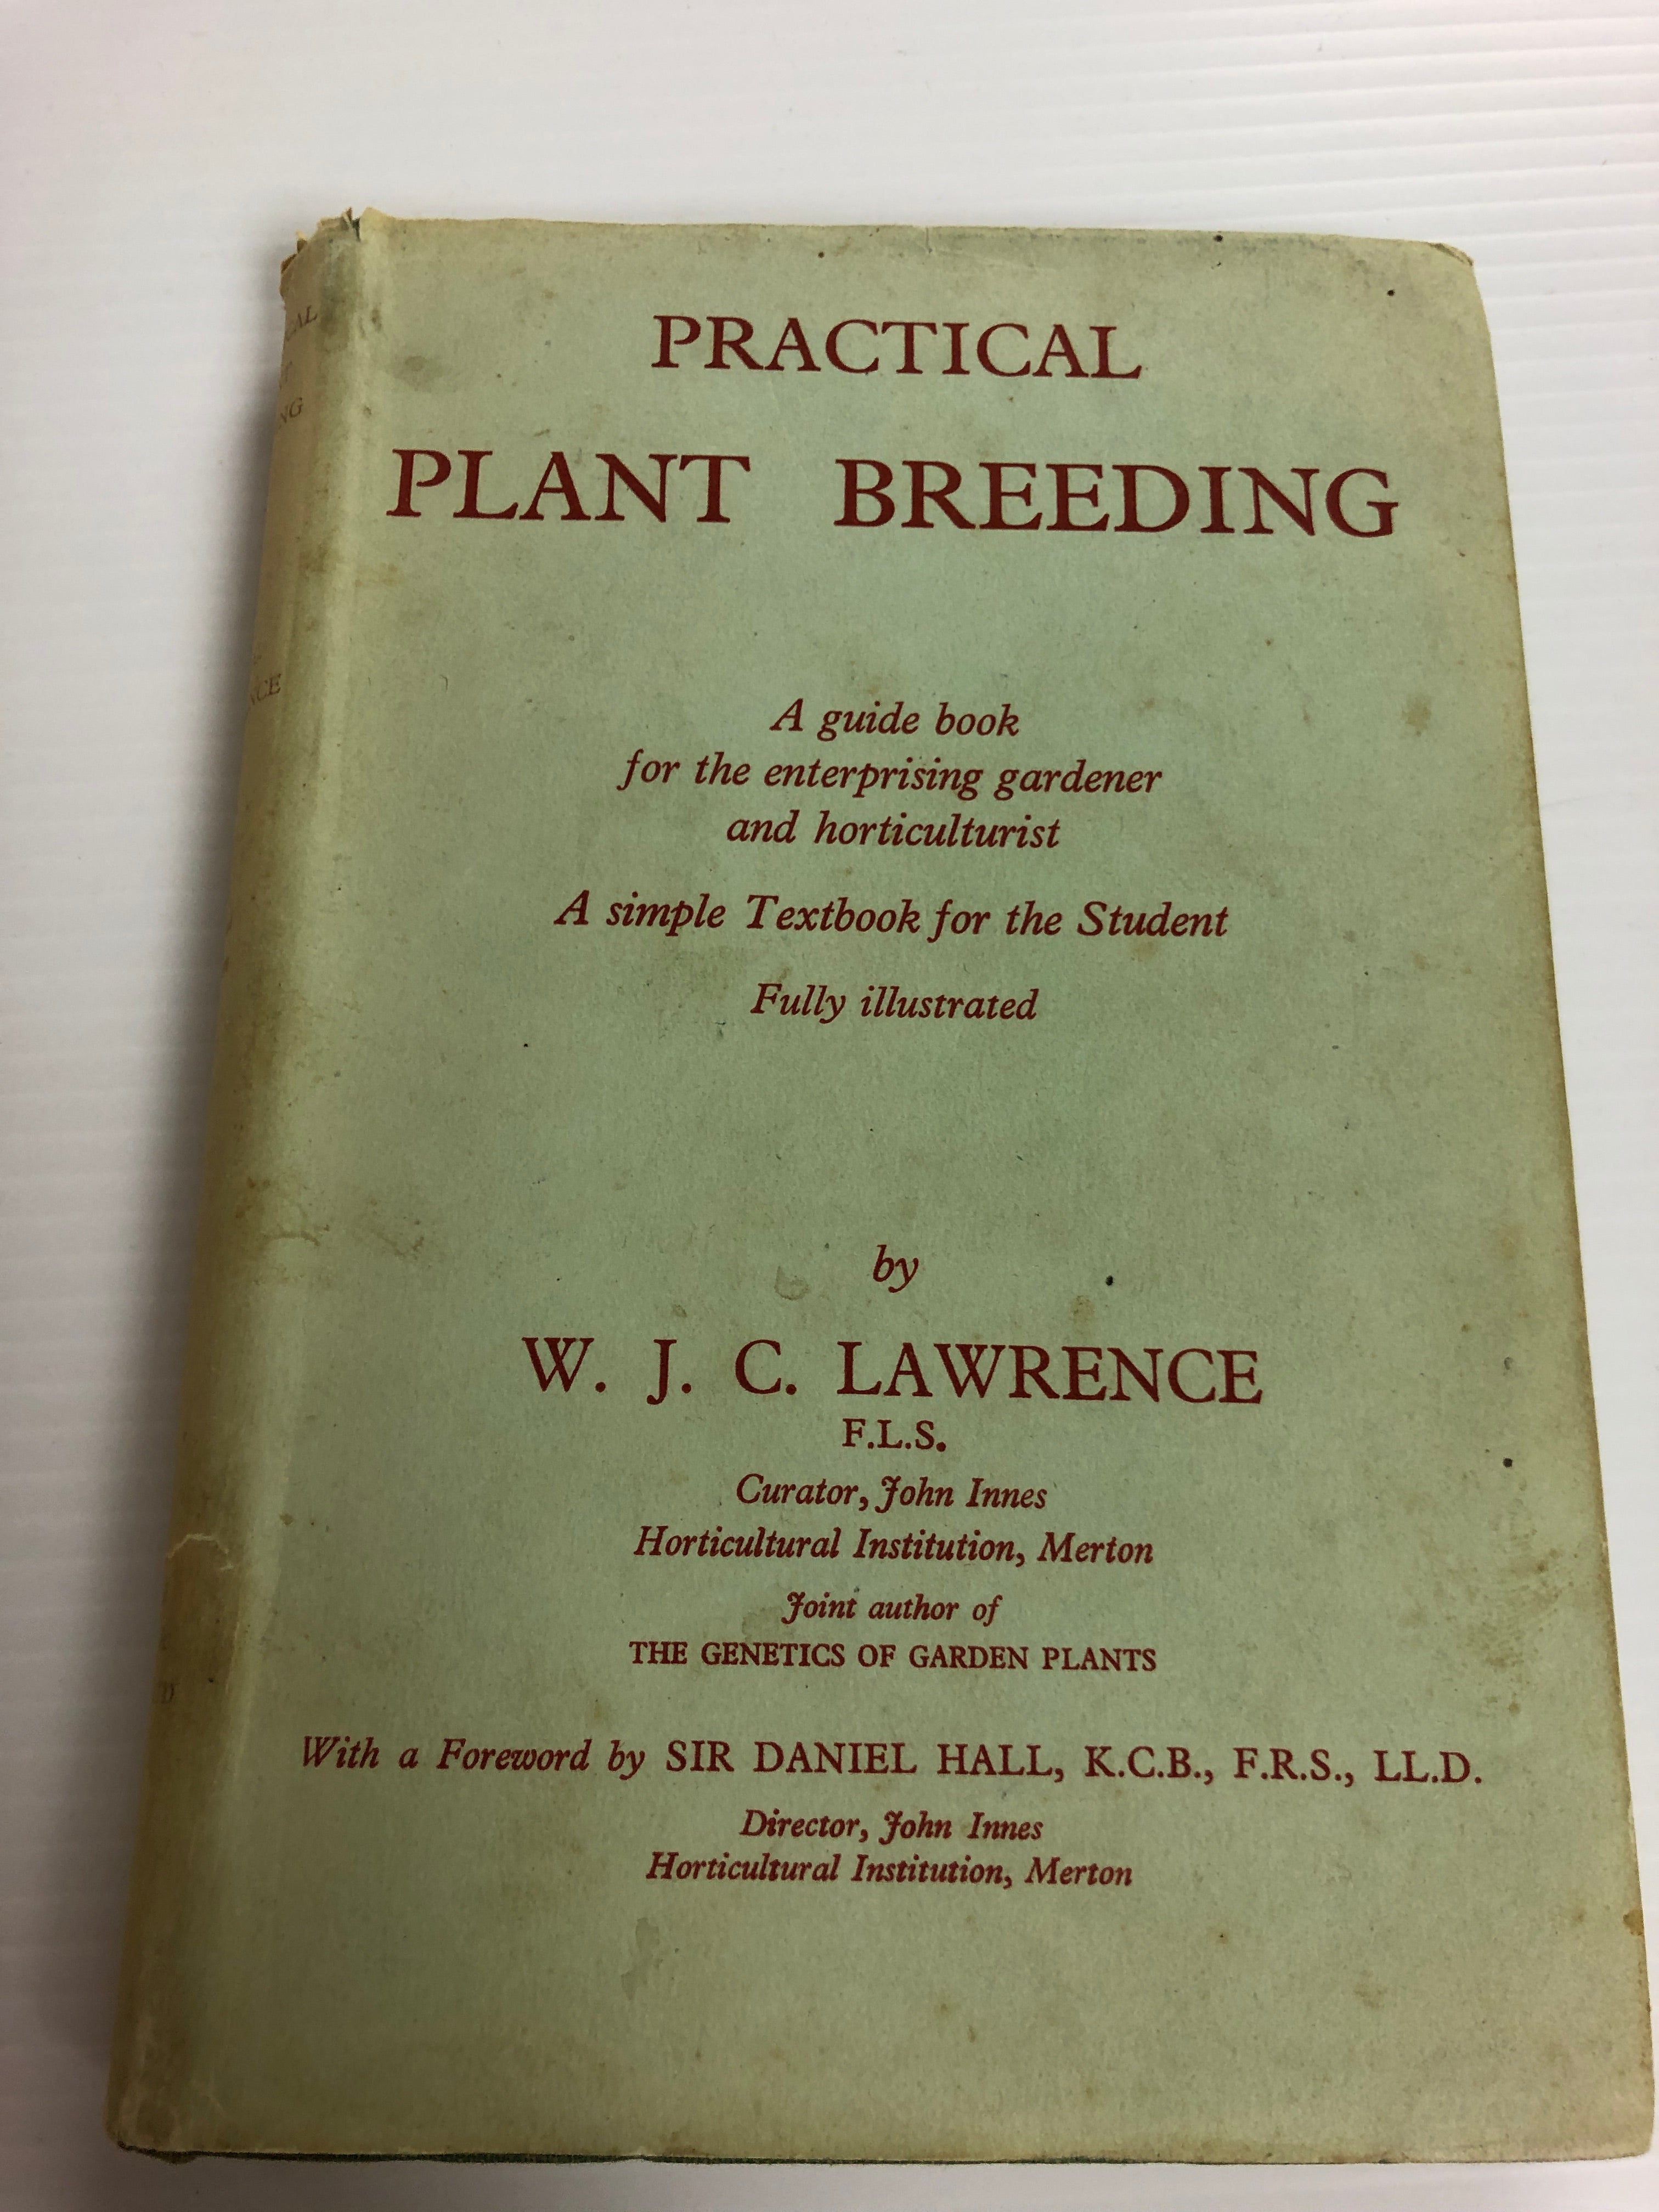 PRACTICAL
PLANT BREEDING
A guide book
for the enterprising gardener
and horticulturist
A simple Textbook for the Student
Fully illustrated
by
W. J. C. LAWRENCE
F.L.S.
Curator, John Innes
Horticultural Institution, Merton
Joint author of
THE GENETICS OF GARDEN PLANTS
With a Foreword by SIR DANIEL HALL, K.C.B., F.R.S., LL.D.
Director, John Innes
Horticultural Institution, Merton